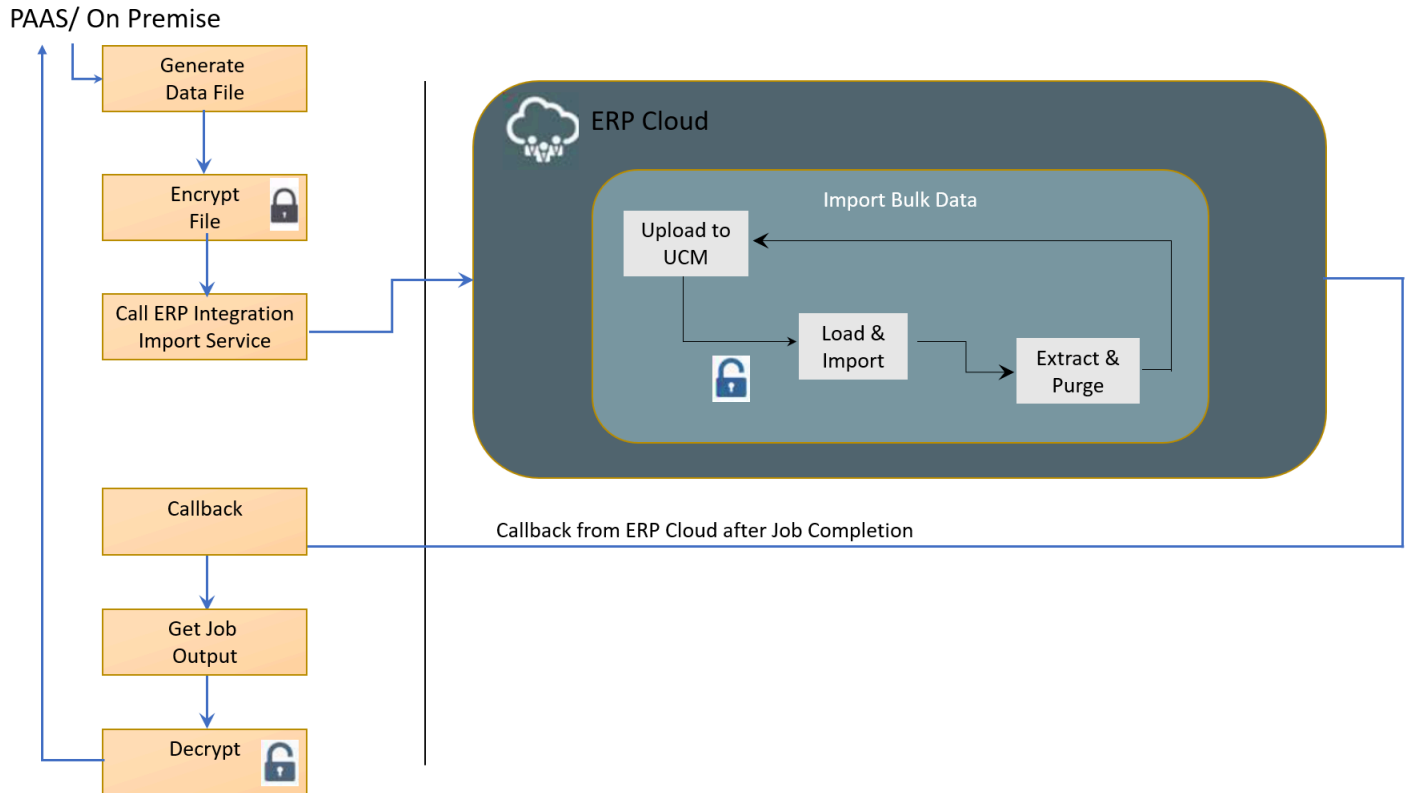 PAAS/ On Premise
Generate
Data File
Encrypt
File
Call ERP Integration
Import Service
ERP Cloud
Import Bulk Data
Upload to
UCM
Load &
Import
Extract &
Purge
Callback
Callback from ERP Cloud after Job Completion
Get Job
Output
Decrypt